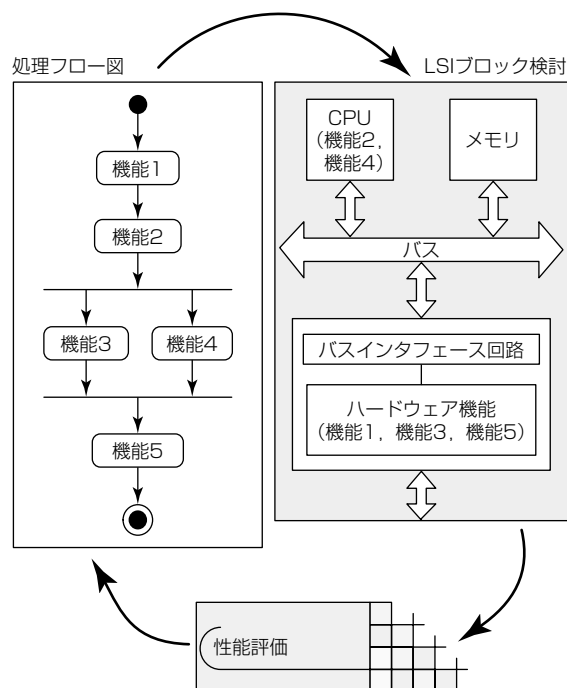 処理フロー図
機能1
機能2
機能3
機能4
機能5
LSIブロック検討
CPU
(機能2,
機能4)
メモリ
バス
バスインタフェース回路
ハードウェア機能
(機能1，機能3，機能5)
性能評価